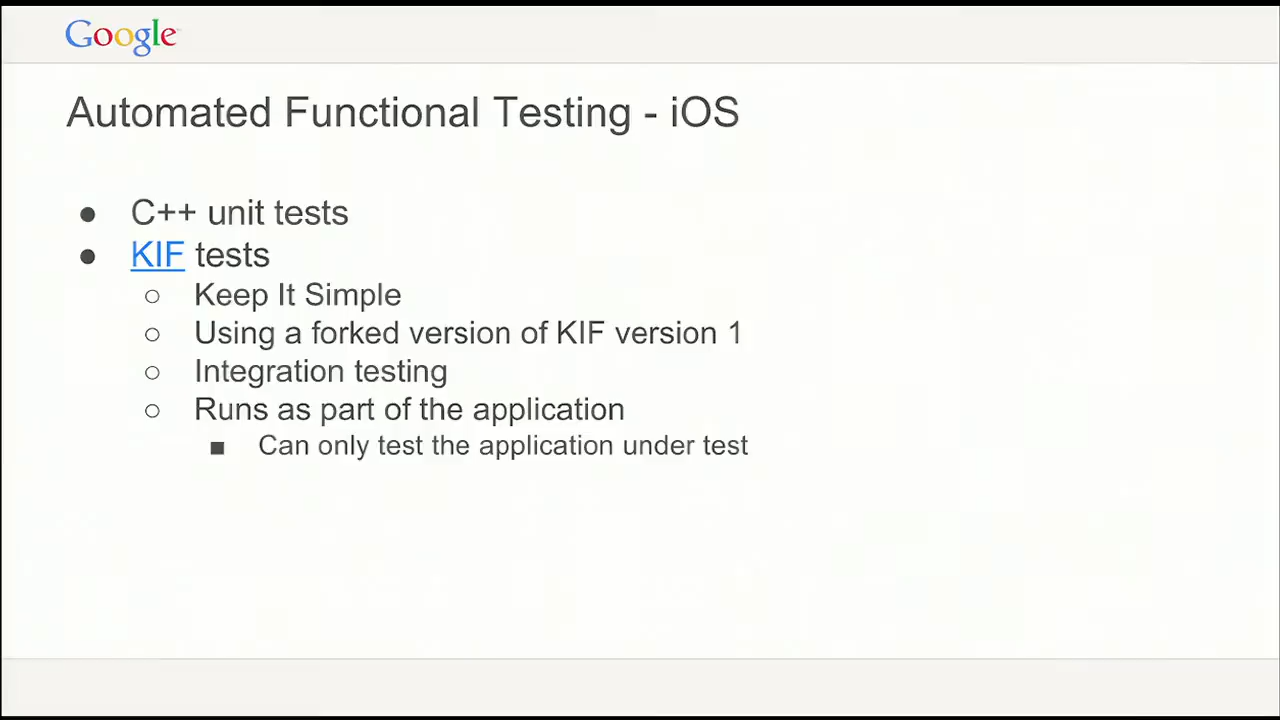 Google
Automated Functional Testing - iOS
● C++ unit tests
● KIF tests
○ Keep It Simple
○ Using a forked version of KIF version 1
○ Integration testing
○ Runs as part of the application
■ Can only test the application under test